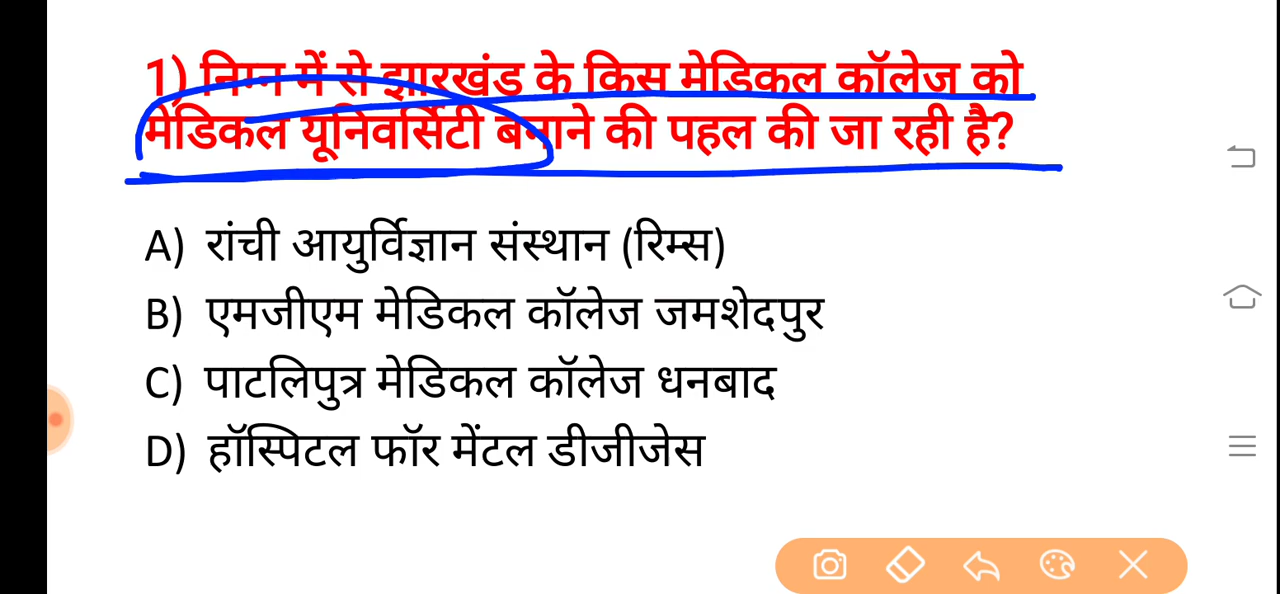 1) निम्न में से झारखंड के किस मेडिकल कॉलेज को
मेडिकल यूनिवर्सिटी बनाने की पहल की जा रही है?
A) रांची आयुर्विज्ञान संस्थान (रिम्स)
B) एमजीएम मेडिकल कॉलेज जमशेदपुर
C) पाटलिपुत्र मेडिकल कॉलेज धनबाद
D) हॉस्पिटल फॉर मेंटल डीजीजेस